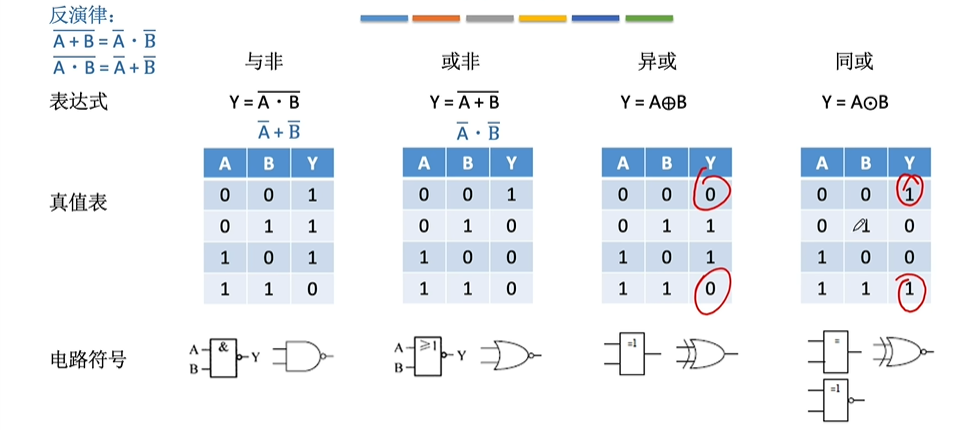 反演律：
$\overline{A+B}=\overline{A}\cdot\overline{B}$
$\overline{A\cdot B}=\overline{A}+\overline{B}$
与非 或非 异或 同或
表达式 $Y=\overline{A\cdot B}$ $Y=\overline{A+B}$ Y = A⊕B Y = A⊙B
$\overline{A}+\overline{B}$ $\overline{A}\cdot\overline{B}$
真值表
A B Y A B Y A B Y A B Y
0 0 1 0 0 1 0 0 0 0 0 1
0 1 1 0 1 0 0 1 1 0 1 0
1 0 1 1 0 0 1 0 1 1 0 0
1 1 0 1 1 0 1 1 0 1 1 1
电路符号
A & Y A ≥1 Y =1 =
B B
=1